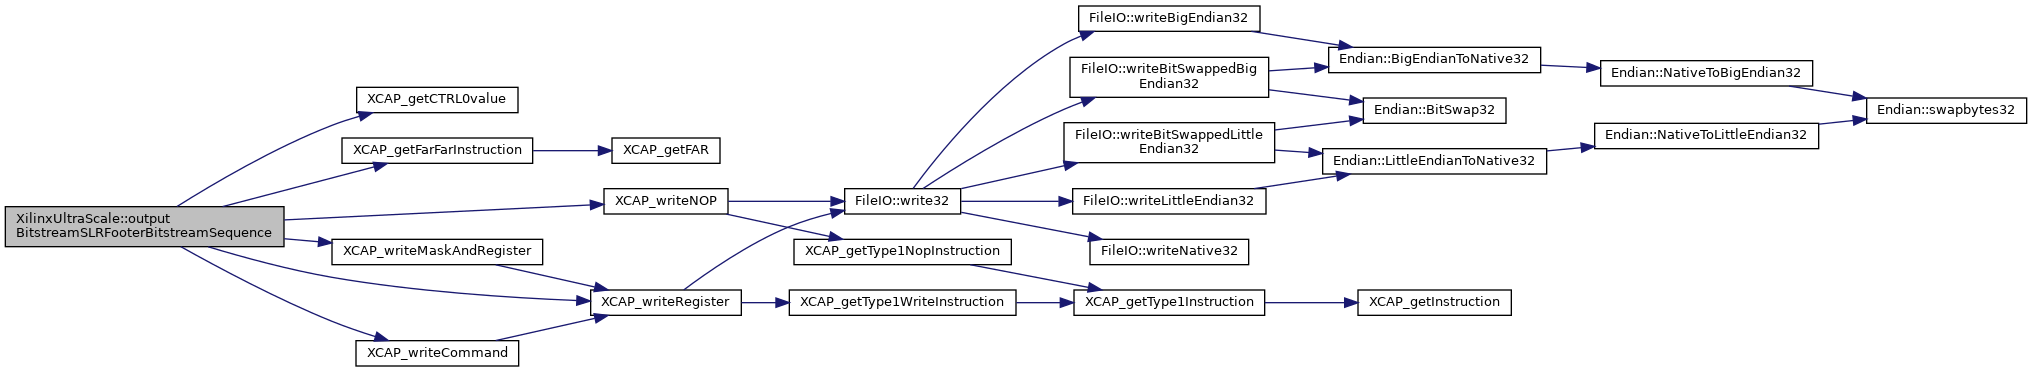 XilinxUltraScale::output
BitstreamSLRFooterBitstreamSequence
XCAP_getCTRL0value
XCAP_getFarFarInstruction
XCAP_getFAR
XCAP_writeNOP
XCAP_writeMaskAndRegister
XCAP_writeRegister
XCAP_writeCommand
FileIO::write32
XCAP_getType1NopInstruction
XCAP_getType1WriteInstruction
FileIO::writeBigEndian32
FileIO::writeBitSwappedBig
Endian32
FileIO::writeBitSwappedLittle
Endian32
FileIO::writeLittleEndian32
FileIO::writeNative32
XCAP_getType1Instruction
XCAP_getInstruction
Endian::BigEndianToNative32
Endian::BitSwap32
Endian::LittleEndianToNative32
Endian::NativeToBigEndian32
Endian::NativeToLittleEndian32
Endian::swapbytes32